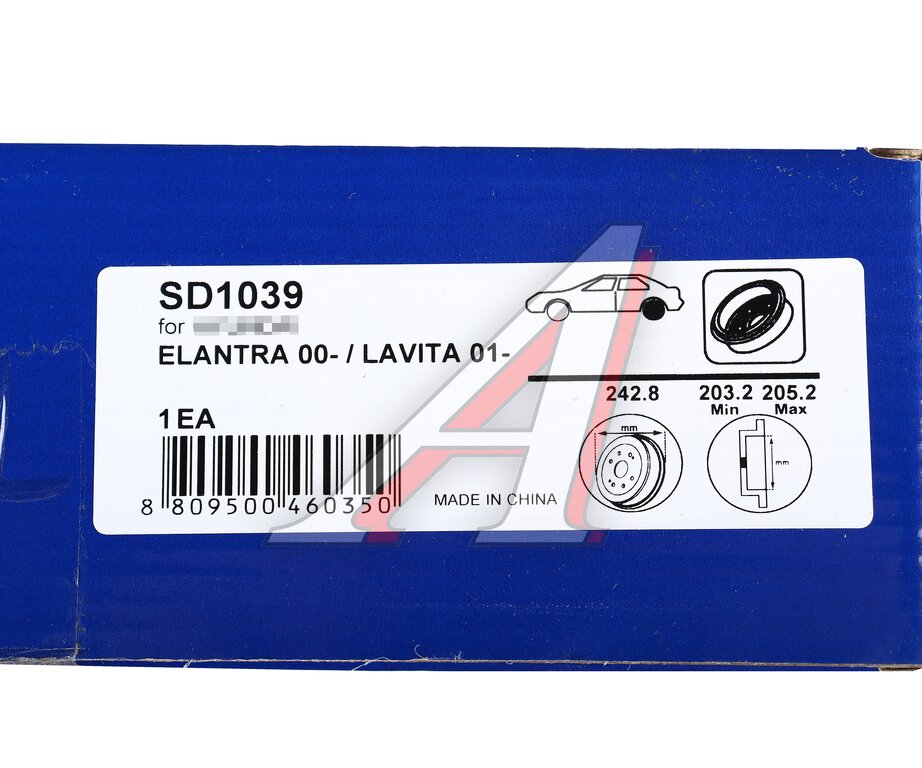 SD1039
for
ELANTRA 00- / LAVITA 01-
1EA
8 809500 460350
MADE IN CHINA
242.8
203.2 205.2
Min Max
mm
mm